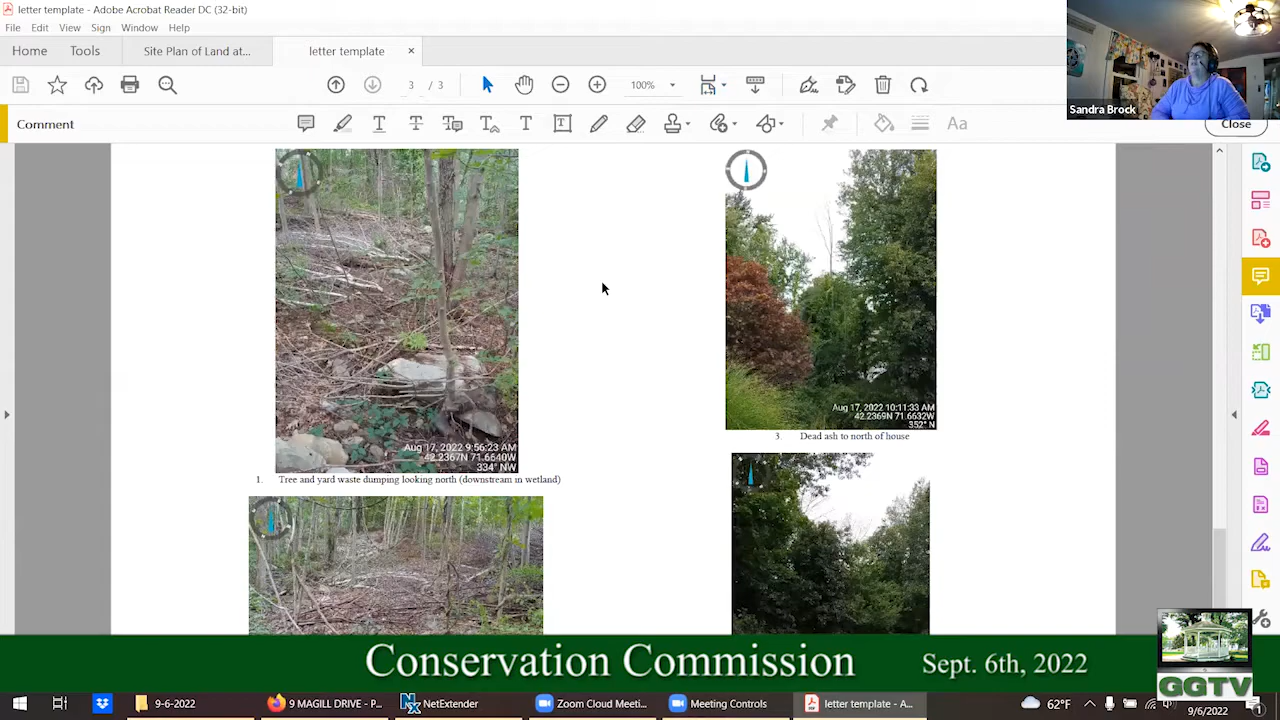 letter template - Adobe Acrobat Reader DC (32-bit)
File Edit View Sign Window Help
Home Tools Site Plan of Land at... letter template ×
3 / 3 100%
Sandra Brock
Comment
Close
Aug 17, 2022 9:56:23 AM
42.2367N 71.6640W
334° NW
1. Tree and yard waste dumping looking north (downstream in wetland)
Aug 17, 2022 10:11:33 AM
42.2369N 71.6632W
352° N
3. Dead ash to north of house
Conservation Commission Sept. 6th, 2022
GGTV
9-6-2022 9 MAGILL DRIVE - P... NetExtender Zoom Cloud Meeti... Meeting Controls letter template - A... 62°F 9/6/2022